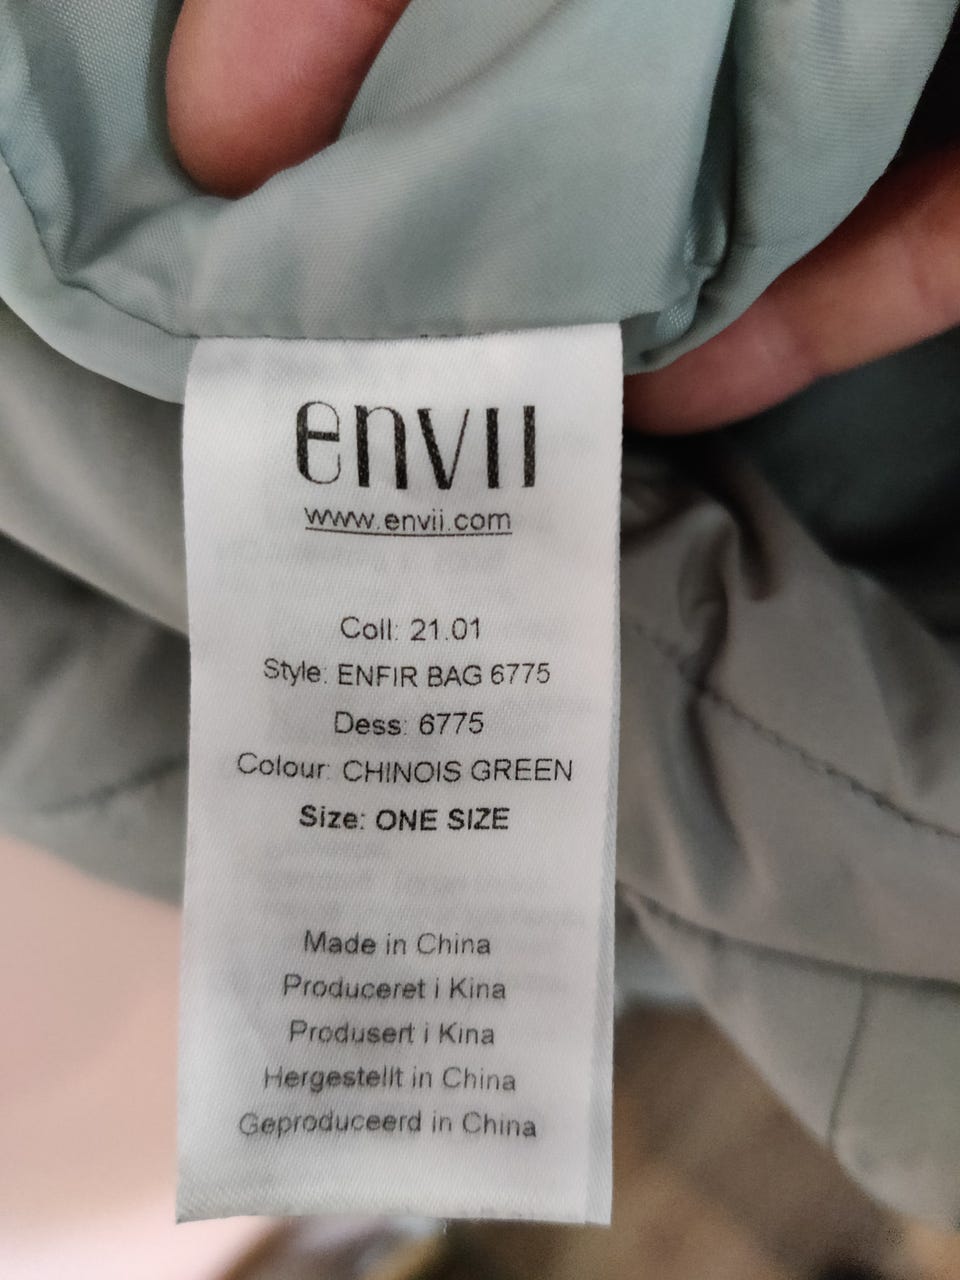 envii
www.envii.com
Coll: 21.01
Style: ENFIR BAG 6775
Dess: 6775
Colour: CHINOIS GREEN
Size: ONE SIZE
Made in China
Produceret i Kina
Produsert i Kina
Hergestellt in China
Geproduceerd in China